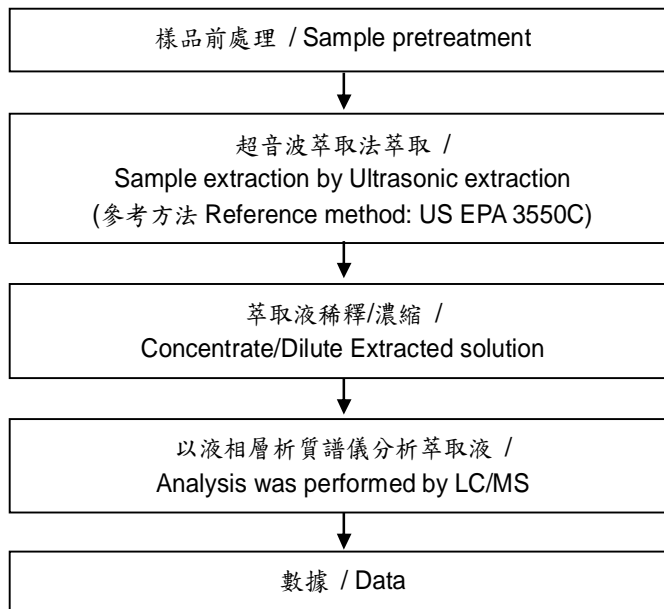 樣品前處理 / Sample pretreatment
超音波萃取法萃取 /
Sample extraction by Ultrasonic extraction
(參考方法 Reference method: US EPA 3550C)
萃取液稀釋/濃縮 /
Concentrate/Dilute Extracted solution
以液相層析質譜儀分析萃取液 /
Analysis was performed by LC/MS
數據 / Data